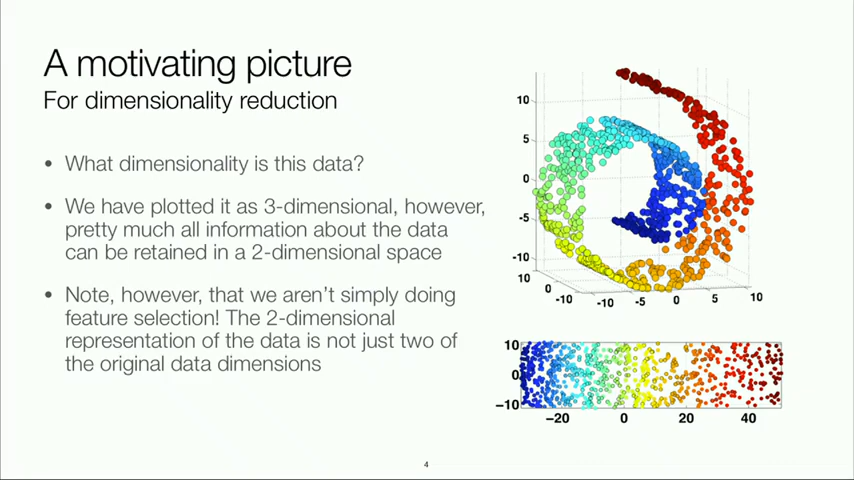 A motivating picture
For dimensionality reduction
• What dimensionality is this data?
• We have plotted it as 3-dimensional, however,
pretty much all information about the data
can be retained in a 2-dimensional space
• Note, however, that we aren't simply doing
feature selection! The 2-dimensional
representation of the data is not just two of
the original data dimensions
10
5
0
-5
-10
10
0
-10
-10
-5
0
5
10
10
0
−10
−20
0
20
40
4